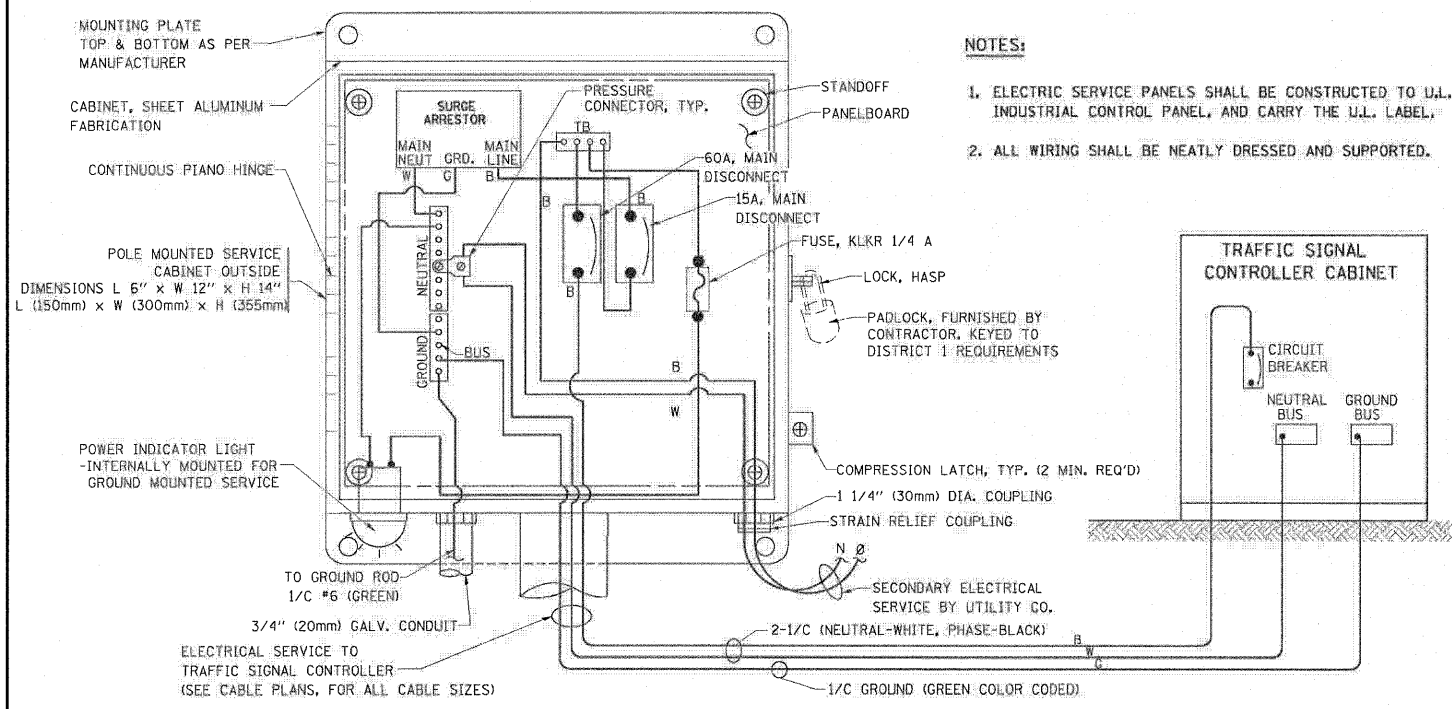 MOUNTING PLATE
TOP & BOTTOM AS PER
MANUFACTURER
CABINET, SHEET ALUMINUM
FABRICATION
CONTINUOUS PIANO HINGE
POLE MOUNTED SERVICE
CABINET OUTSIDE
DIMENSIONS L 6" x W 12" x H 14"
L (150mm) x W (300mm) x H (355mm)
POWER INDICATOR LIGHT
-INTERNALLY MOUNTED FOR
GROUND MOUNTED SERVICE
SURGE
ARRESTOR
MAIN
NEUT
GRD.
MAIN
LINE
W
G
B
PRESSURE
CONNECTOR, TYP.
TB
NEUTRAL
GROUND
BUS
B
B
B
B
W
STANDOFF
PANELBOARD
60A, MAIN
DISCONNECT
15A, MAIN
DISCONNECT
FUSE, KLKR 1/4 A
LOCK, HASP
PADLOCK, FURNISHED BY
CONTRACTOR. KEYED TO
DISTRICT 1 REQUIREMENTS
COMPRESSION LATCH, TYP. (2 MIN. REQ'D)
1 1/4" (30mm) DIA. COUPLING
STRAIN RELIEF COUPLING
N Ø
SECONDARY ELECTRICAL
SERVICE BY UTILITY CO.
TO GROUND ROD
1/C #6 (GREEN)
3/4" (20mm) GALV. CONDUIT
ELECTRICAL SERVICE TO
TRAFFIC SIGNAL CONTROLLER
(SEE CABLE PLANS, FOR ALL CABLE SIZES)
2-1/C (NEUTRAL-WHITE, PHASE-BLACK)
B
W
G
1/C GROUND (GREEN COLOR CODED)
NOTES:
1. ELECTRIC SERVICE PANELS SHALL BE CONSTRUCTED TO U.L.
INDUSTRIAL CONTROL PANEL, AND CARRY THE U.L. LABEL.
2. ALL WIRING SHALL BE NEATLY DRESSED AND SUPPORTED.
TRAFFIC SIGNAL
CONTROLLER CABINET
CIRCUIT
BREAKER
NEUTRAL
BUS
GROUND
BUS